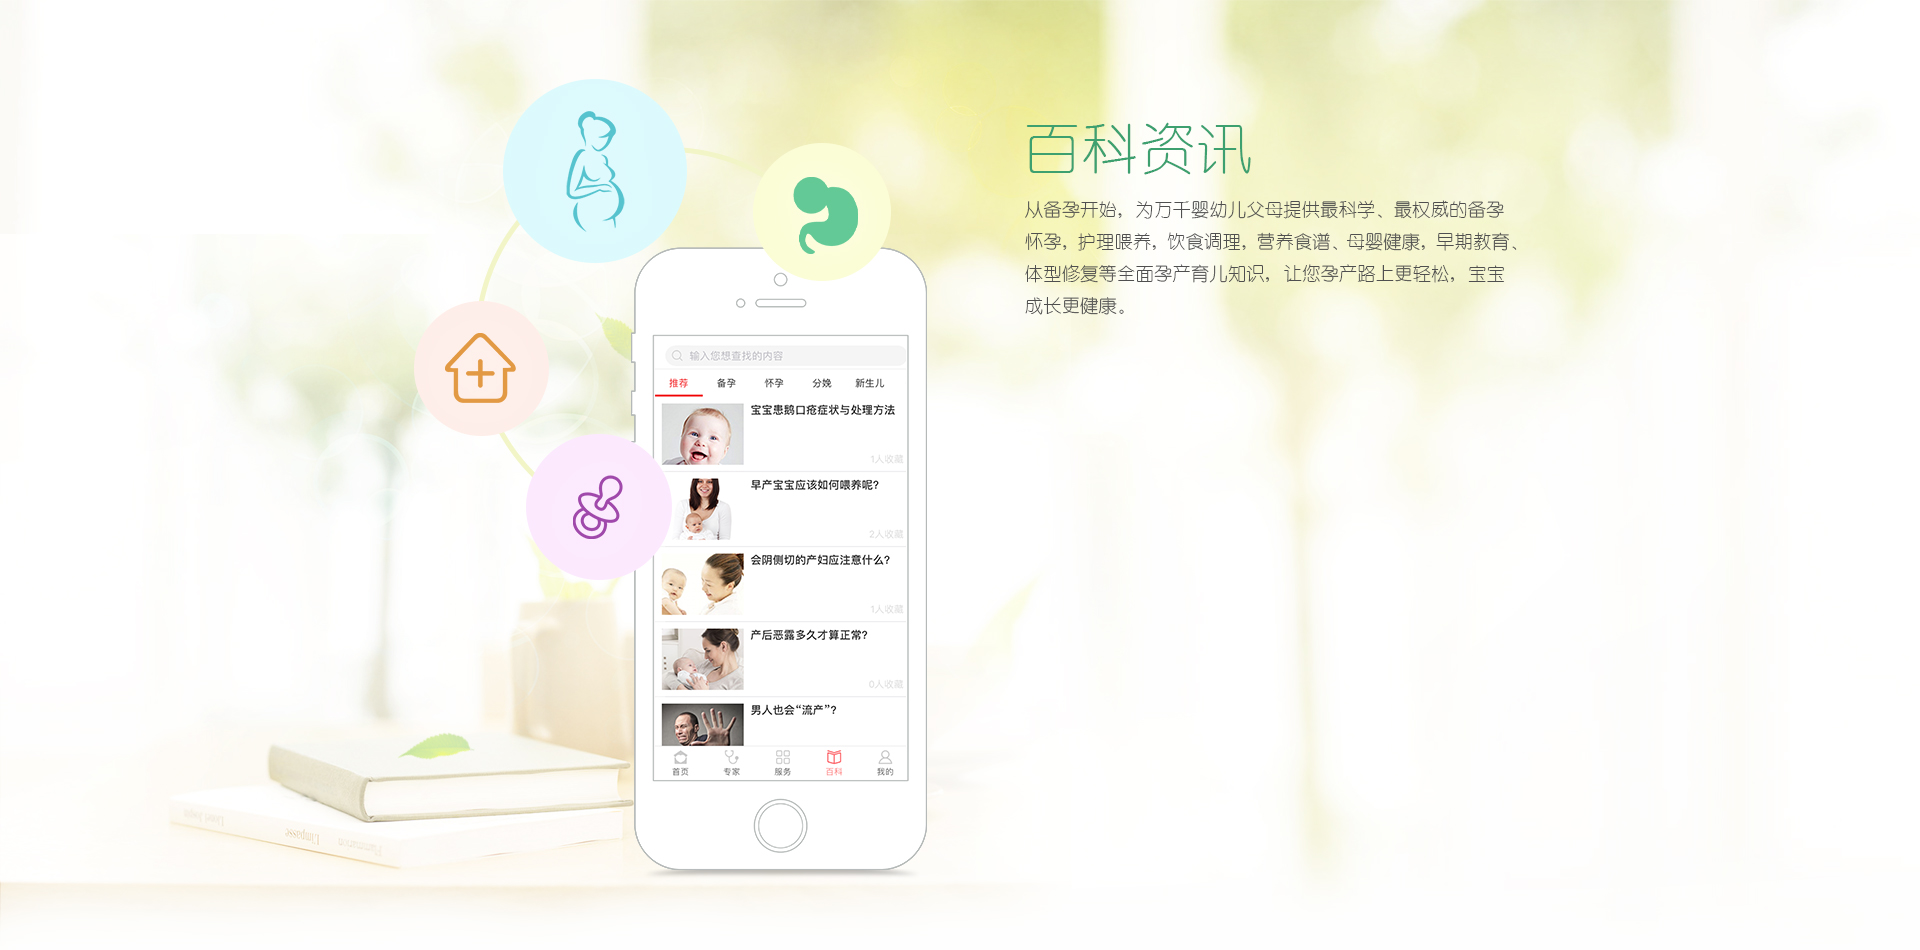 百科资讯
从备孕开始，为万千婴幼儿父母提供最科学、最权威的备孕
怀孕，护理喂养，饮食调理，营养食谱、母婴健康，早期教育、
体型修复等全面孕产育儿知识，让您孕产路上更轻松，宝宝
成长更健康。
输入您想查找的内容
推荐 备孕 怀孕 分娩 新生儿
宝宝患鹅口疮症状与处理方法
1人收藏
早产宝宝应该如何喂养呢?
2人收藏
会阴侧切的产妇应注意什么?
1人收藏
产后恶露多久才算正常?
0人收藏
男人也会“流产”?
首页 专家 服务 百科 我的
L'impasse
Flammarion